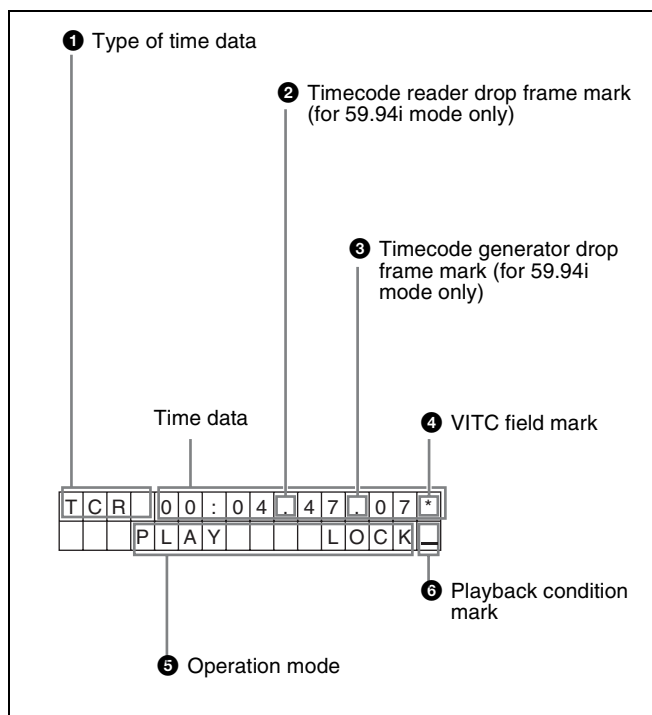 ❶ Type of time data
❷ Timecode reader drop frame mark
(for 59.94i mode only)
❸ Timecode generator drop
frame mark (for 59.94i
mode only)
Time data
❹ VITC field mark
TCR 00:04.47.07*
PLAY LOCK_
❻ Playback condition
mark
❺ Operation mode